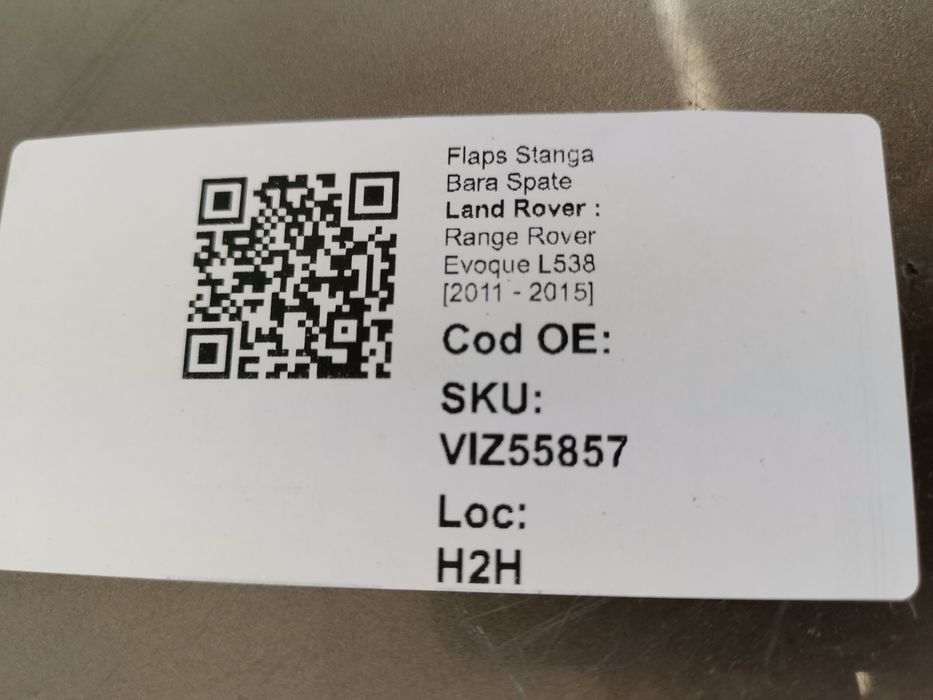 Flaps Stanga
Bara Spate
Land Rover :
Range Rover
Evoque L538
[2011 - 2015]
Cod OE:
SKU:
VIZ55857
Loc:
H2H